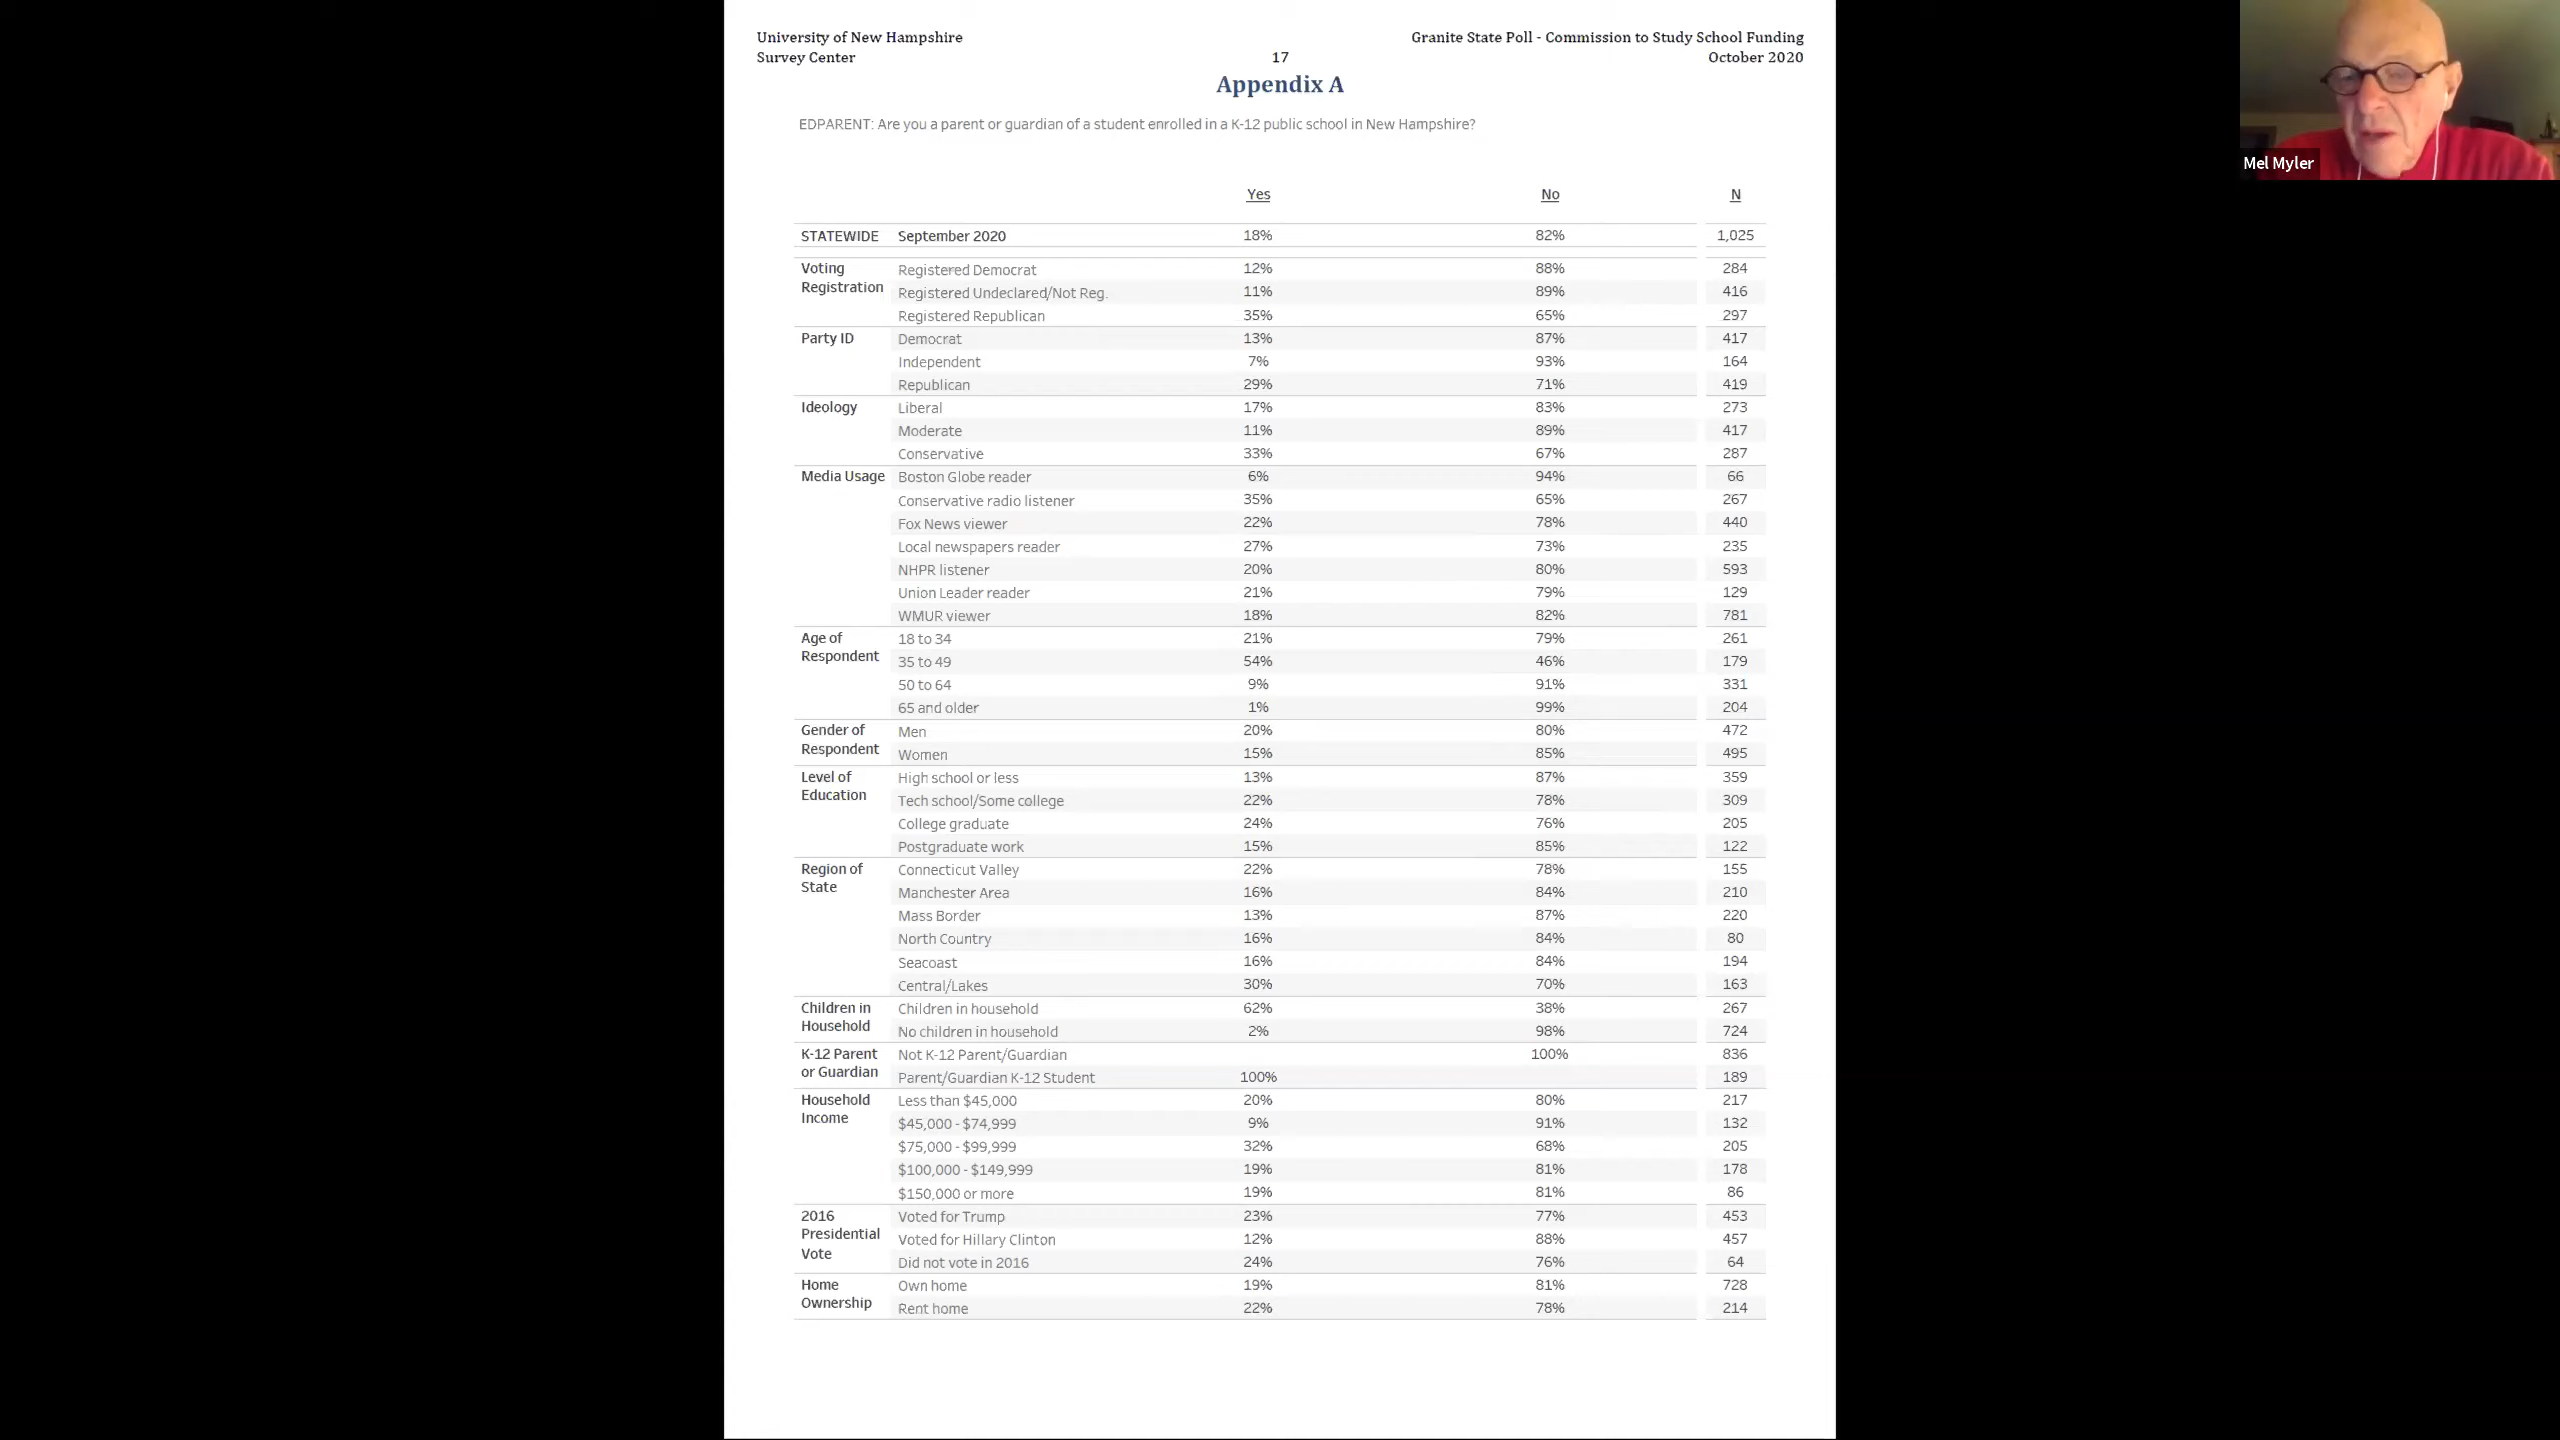 University of New Hampshire Granite State Poll - Commission to Study School Funding
Survey Center 17 October 2020
Appendix A
EDPARENT: Are you a parent or guardian of a student enrolled in a K-12 public school in New Hampshire?
Yes No N
STATEWIDE September 2020 18% 82% 1,025
Voting Registration Registered Democrat 12% 88% 284
Registered Undeclared/Not Reg. 11% 89% 416
Registered Republican 35% 65% 297
Party ID Democrat 13% 87% 417
Independent 7% 93% 164
Republican 29% 71% 419
Ideology Liberal 17% 83% 273
Moderate 11% 89% 417
Conservative 33% 67% 287
Media Usage Boston Globe reader 6% 94% 66
Conservative radio listener 35% 65% 267
Fox News viewer 22% 78% 440
Local newspapers reader 27% 73% 235
NHPR listener 20% 80% 593
Union Leader reader 21% 79% 129
WMUR viewer 18% 82% 781
Age of Respondent 18 to 34 21% 79% 261
35 to 49 54% 46% 179
50 to 64 9% 91% 331
65 and older 1% 99% 204
Gender of Respondent Men 20% 80% 472
Women 15% 85% 495
Level of Education High school or less 13% 87% 359
Tech school/Some college 22% 78% 309
College graduate 24% 76% 205
Postgraduate work 15% 85% 122
Region of State Connecticut Valley 22% 78% 155
Manchester Area 16% 84% 210
Mass Border 13% 87% 220
North Country 16% 84% 80
Seacoast 16% 84% 194
Central/Lakes 30% 70% 163
Children in Household Children in household 62% 38% 267
No children in household 2% 98% 724
K-12 Parent or Guardian Not K-12 Parent/Guardian 100% 836
Parent/Guardian K-12 Student 100% 189
Household Income Less than $45,000 20% 80% 217
$45,000 - $74,999 9% 91% 132
$75,000 - $99,999 32% 68% 205
$100,000 - $149,999 19% 81% 178
$150,000 or more 19% 81% 86
2016 Presidential Vote Voted for Trump 23% 77% 453
Voted for Hillary Clinton 12% 88% 457
Did not vote in 2016 24% 76% 64
Home Ownership Own home 19% 81% 728
Rent home 22% 78% 214
Mel Myler